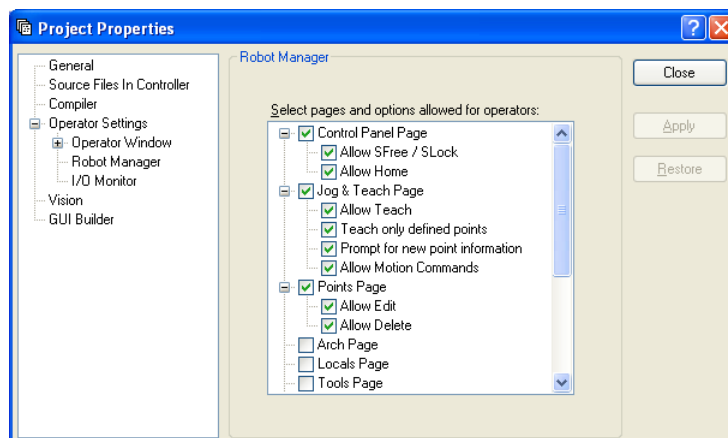 Project Properties
General
Source Files In Controller
Compiler
Operator Settings
Operator Window
Robot Manager
I/O Monitor
Vision
GUI Builder
Robot Manager
Select pages and options allowed for operators:
Control Panel Page
Allow SFree / SLock
Allow Home
Jog & Teach Page
Allow Teach
Teach only defined points
Prompt for new point information
Allow Motion Commands
Points Page
Allow Edit
Allow Delete
Arch Page
Locals Page
Tools Page
Close
Apply
Restore